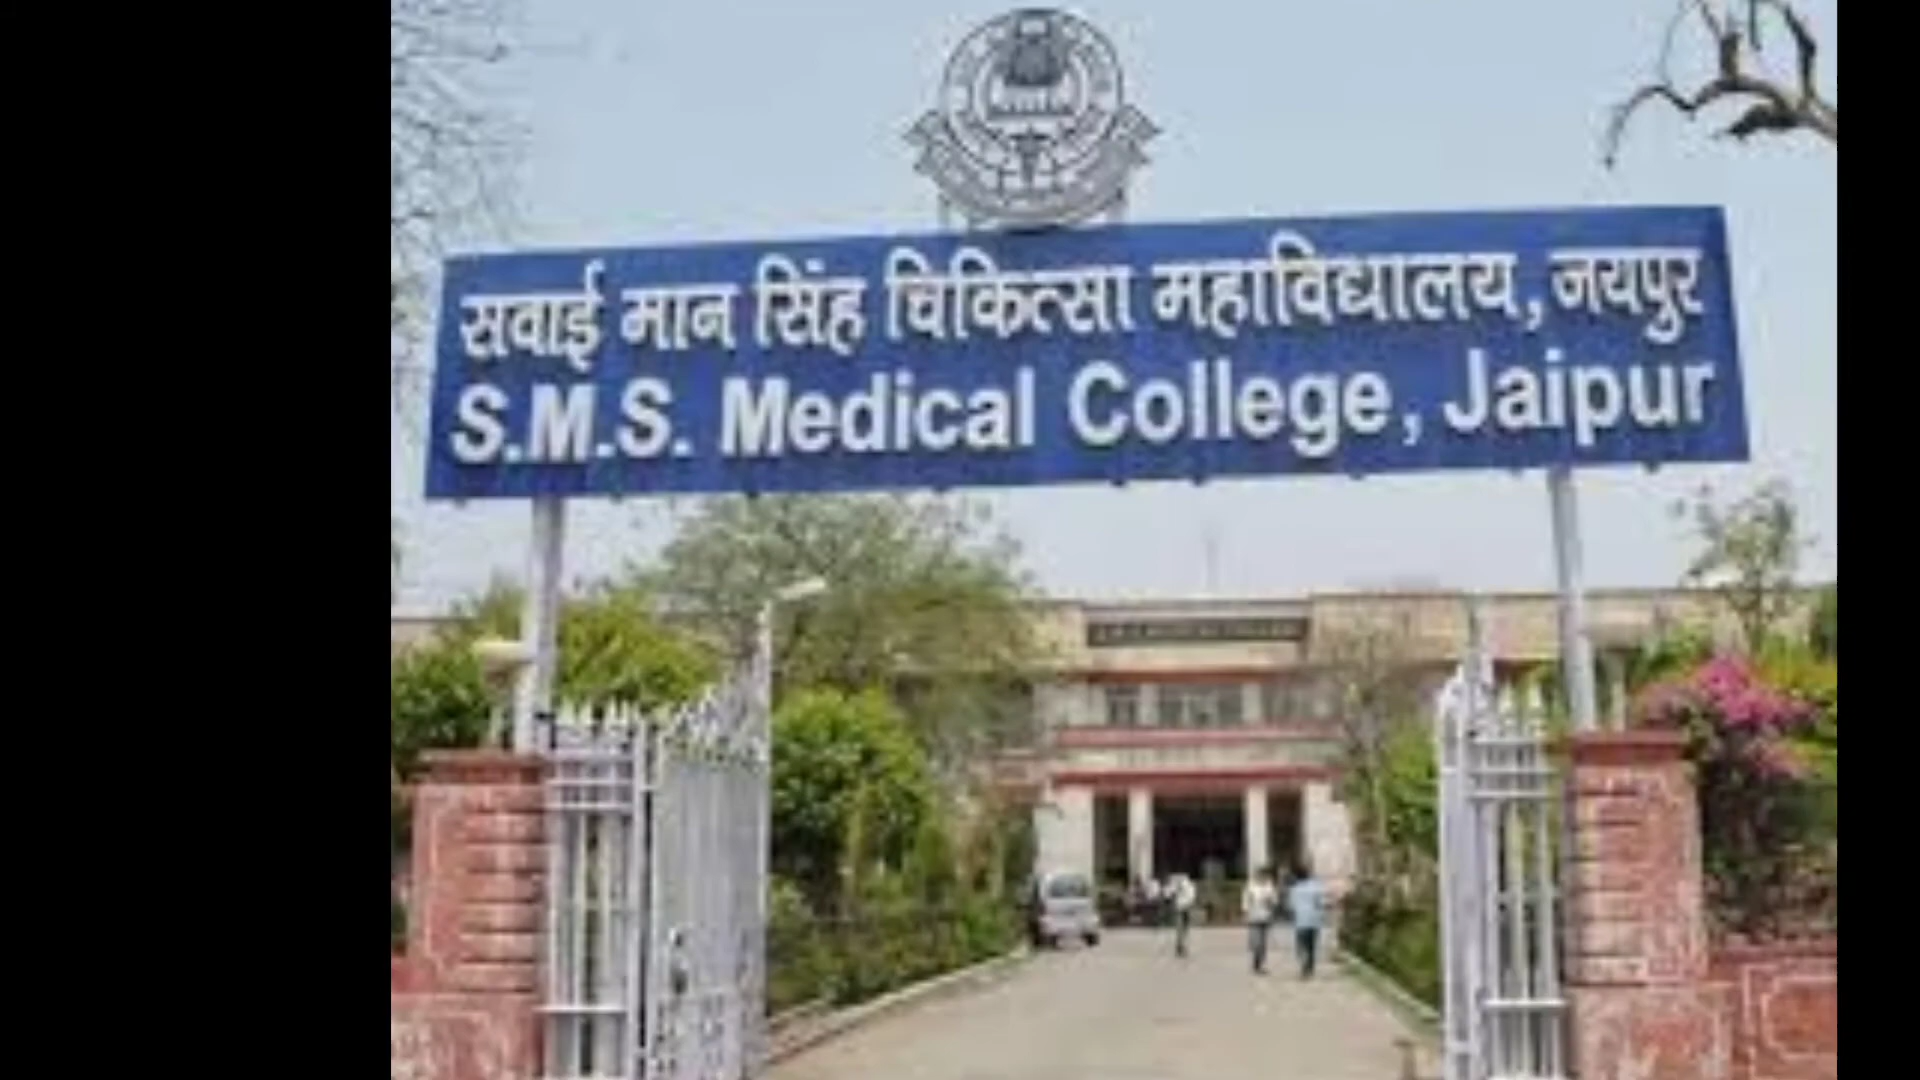 सवाई मान सिंह चिकित्सा महाविद्यालय, जयपुर
S.M.S. Medical College, Jaipur